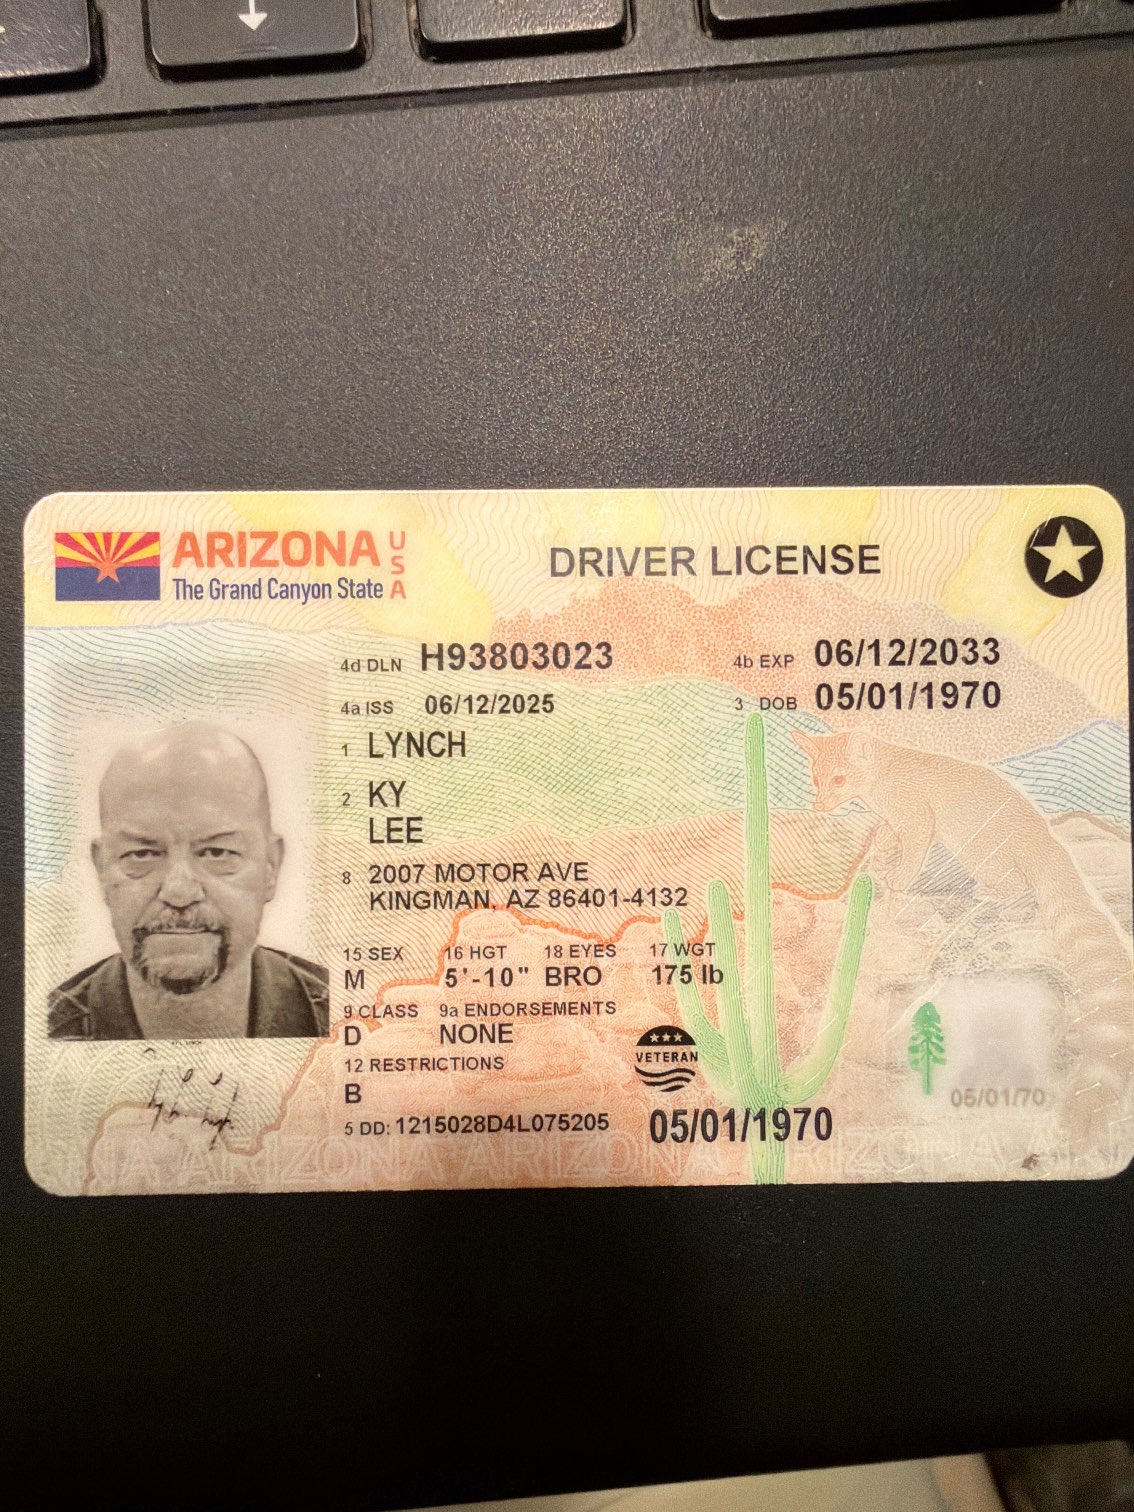 ARIZONA USA
The Grand Canyon State
DRIVER LICENSE
4d DLN H93803023
4b EXP 06/12/2033
4a ISS 06/12/2025
3 DOB 05/01/1970
1 LYNCH
2 KY
LEE
8 2007 MOTOR AVE
KINGMAN, AZ 86401-4132
15 SEX 16 HGT 18 EYES 17 WGT
M 5'-10" BRO 175 lb
9 CLASS 9a ENDORSEMENTS
D NONE
12 RESTRICTIONS
B
VETERAN
5 DD: 1215028D4L075205
05/01/1970
05/01/70
ARIZONA ARIZONA ARIZONA